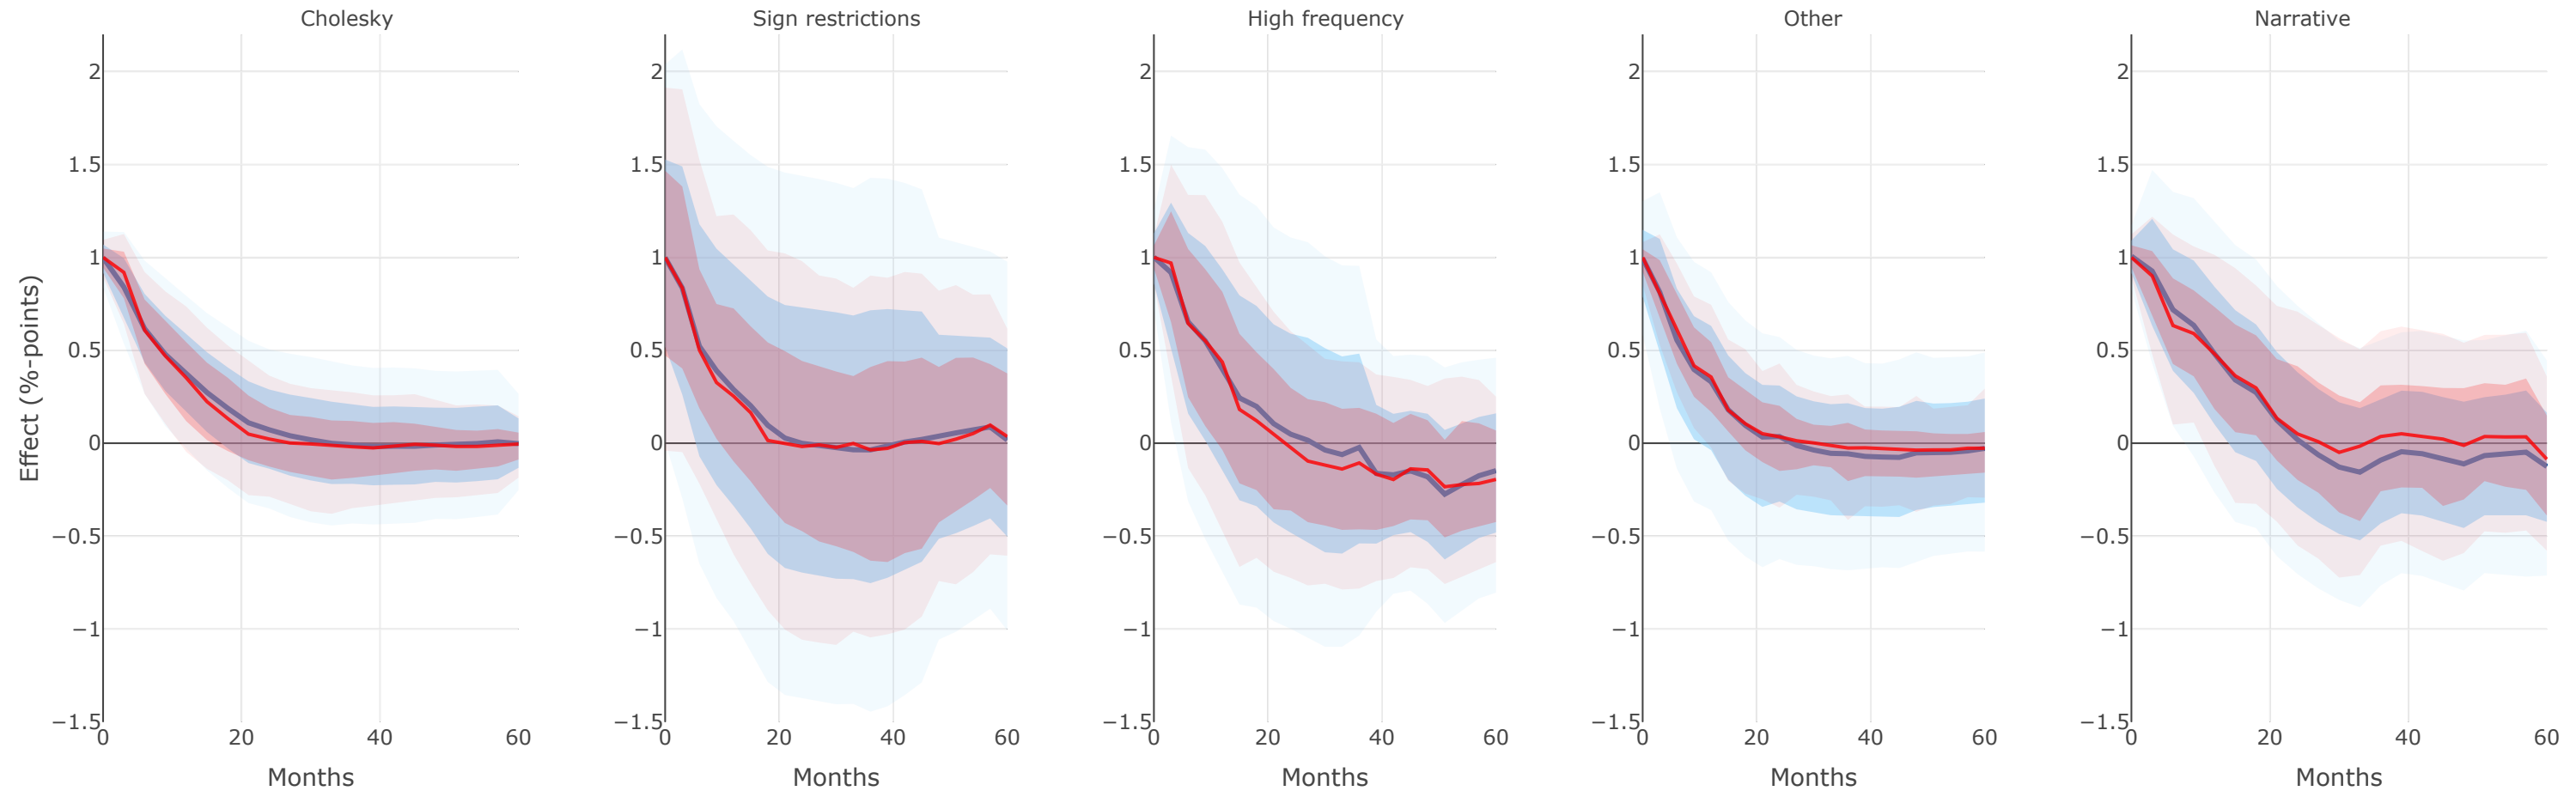 Cholesky Sign restrictions High frequency Other Narrative
2 2 2 2 2
1.5 1.5 1.5 1.5 1.5
1 1 1 1 1
0.5 0.5 0.5 0.5 0.5
0 0 0 0 0
−0.5 −0.5 −0.5 −0.5 −0.5
−1 −1 −1 −1 −1
−1.5 −1.5 −1.5 −1.5 −1.5
0 20 40 60 0 20 40 60 0 20 40 60 0 20 40 60 0 20 40 60
Months Months Months Months Months
Effect (%-points)